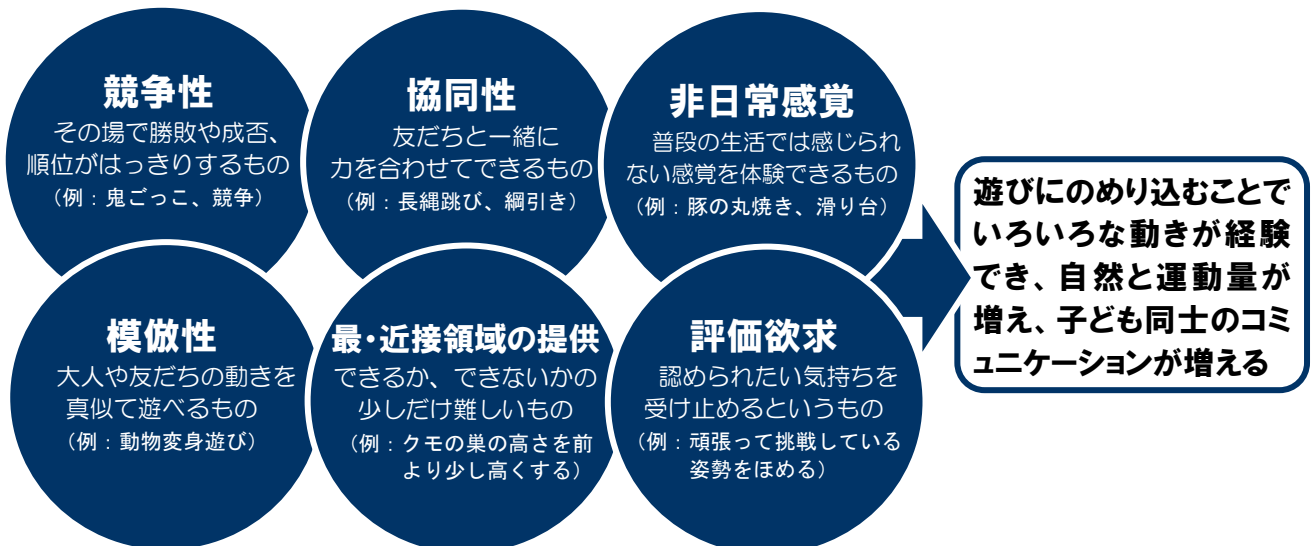 競争性
その場で勝敗や成否、
順位がはっきりするもの
(例:鬼ごっこ、競争)
協同性
友だちと一緒に
力を合わせてできるもの
(例:長縄跳び、綱引き)
非日常感覚
普段の生活では感じられ
ない感覚を体験できるもの
(例:豚の丸焼き、滑り台)
模倣性
大人や友だちの動きを
真似て遊べるもの
(例:動物変身遊び)
最・近接領域の提供
できるか、できないかの
少しだけ難しいもの
(例:クモの巣の高さを前
より少し高くする)
評価欲求
認められたい気持ちを
受け止めるというもの
(例:頑張って挑戦している
姿勢をほめる)
遊びにのめり込むことで
いろいろな動きが経験
でき、自然と運動量が
増え、子ども同士のコミ
ュニケーションが増える